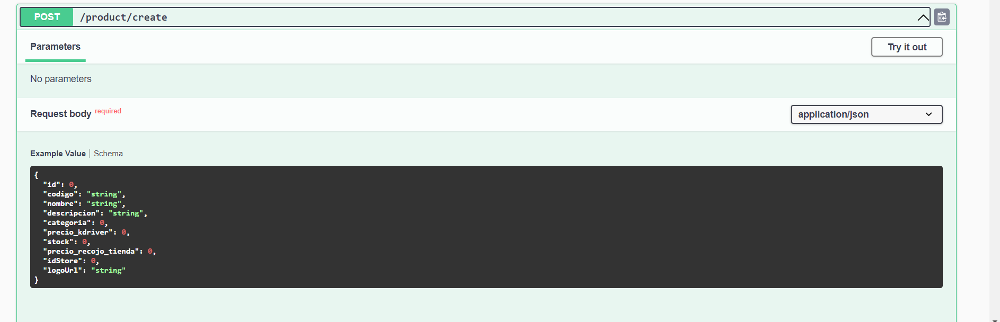 POST /product/create
Parameters
Try it out
No parameters
Request body required
application/json
Example Value | Schema
{
  "id": 0,
  "codigo": "string",
  "nombre": "string",
  "descripcion": "string",
  "categoria": 0,
  "precio_kdriver": 0,
  "stock": 0,
  "precio_recojo_tienda": 0,
  "idStore": 0,
  "logoUrl": "string"
}